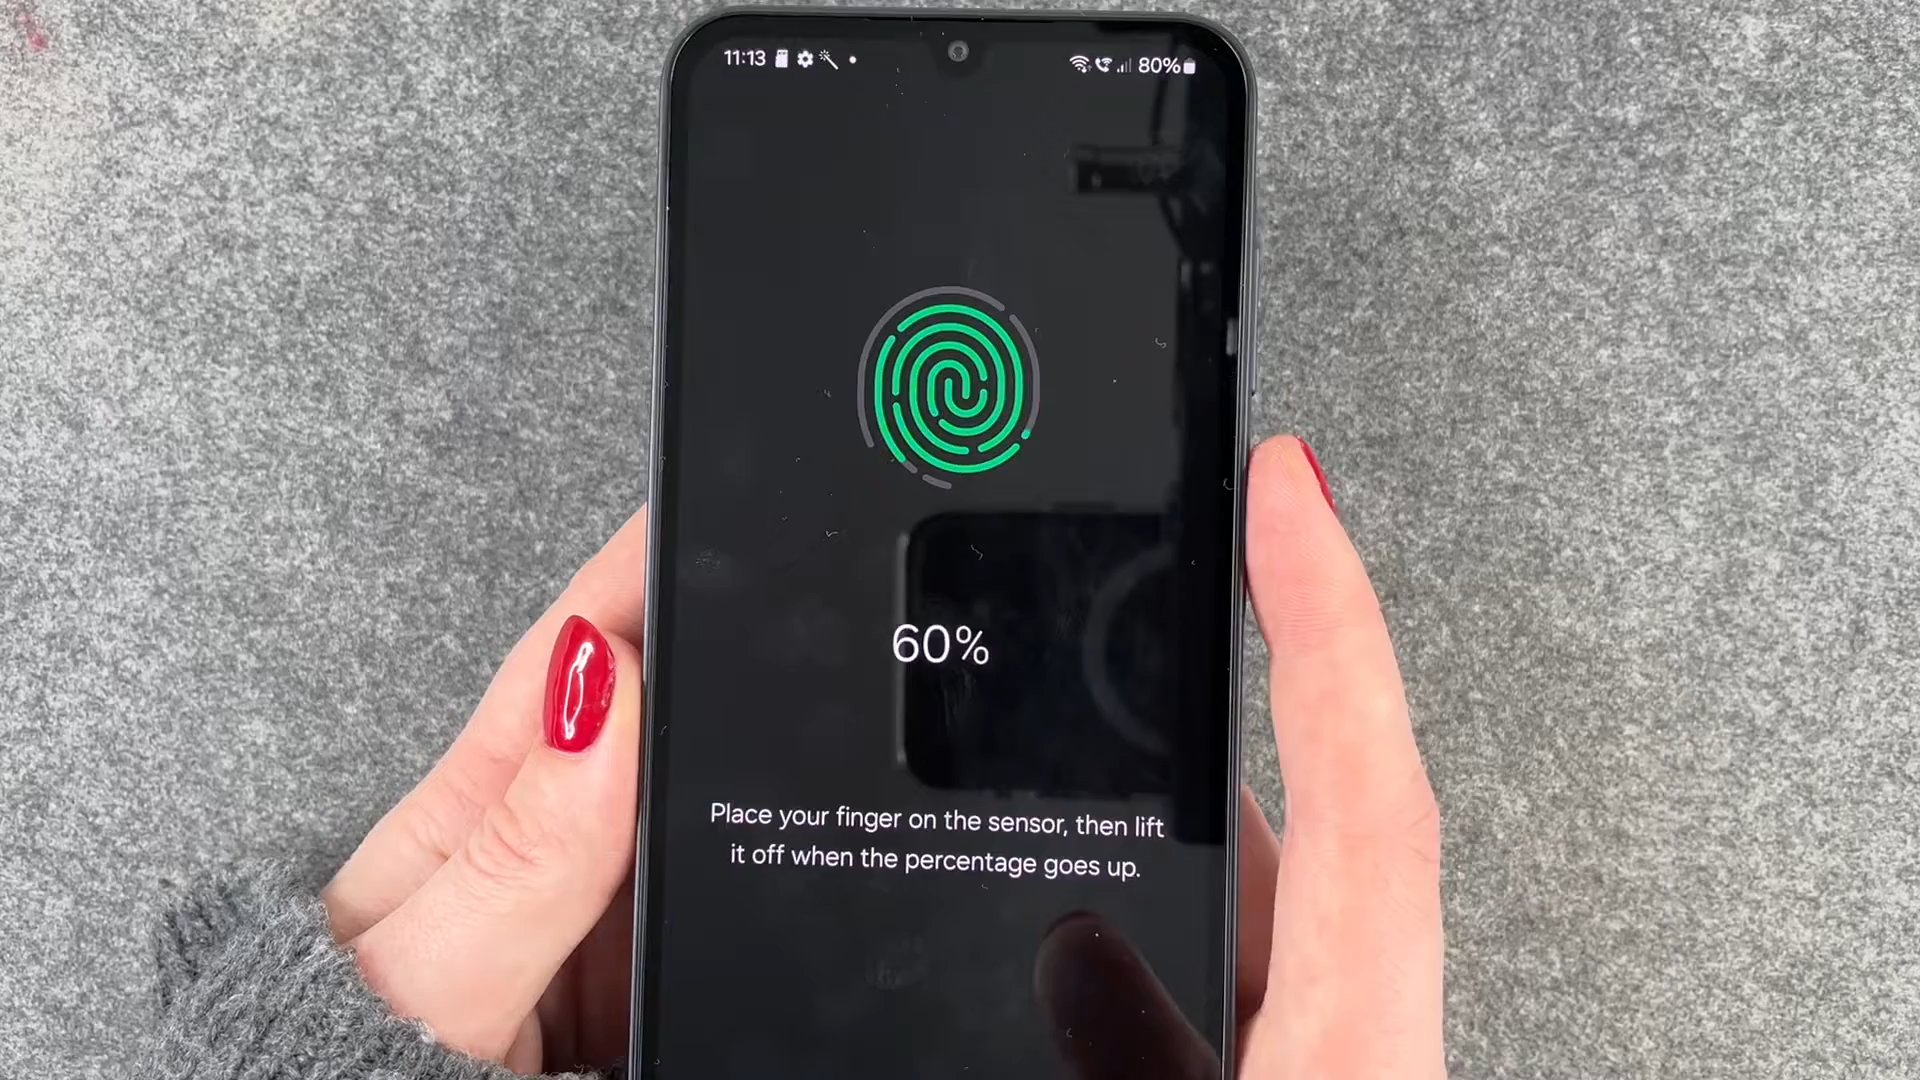 11:13 80%
60%
Place your finger on the sensor, then lift
it off when the percentage goes up.